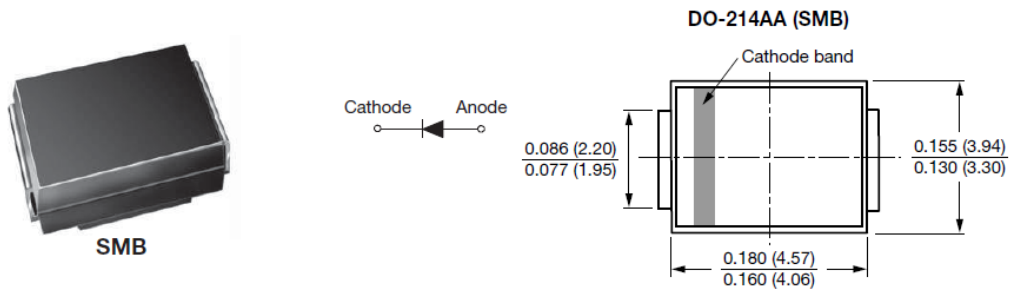 DO-214AA (SMB)
Cathode band
Cathode
Anode
0.086 (2.20)
0.077 (1.95)
0.155 (3.94)
0.130 (3.30)
SMB
0.180 (4.57)
0.160 (4.06)